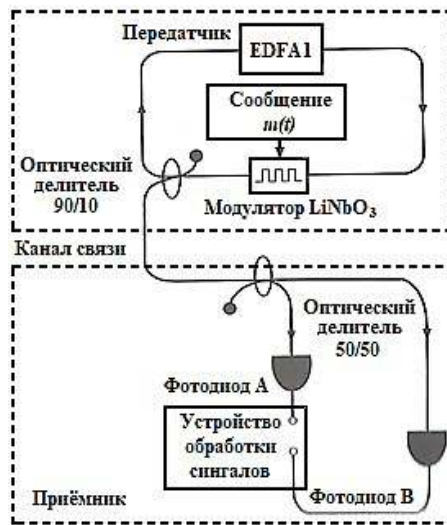 Передатчик
EDFA1
Сообщение
m(t)
Оптический
делитель
90/10
Модулятор LiNbO₃
Канал связи
Оптический
делитель
50/50
Фотодиод А
Устройство
обработки
сингалов
Приёмник
Фотодиод В